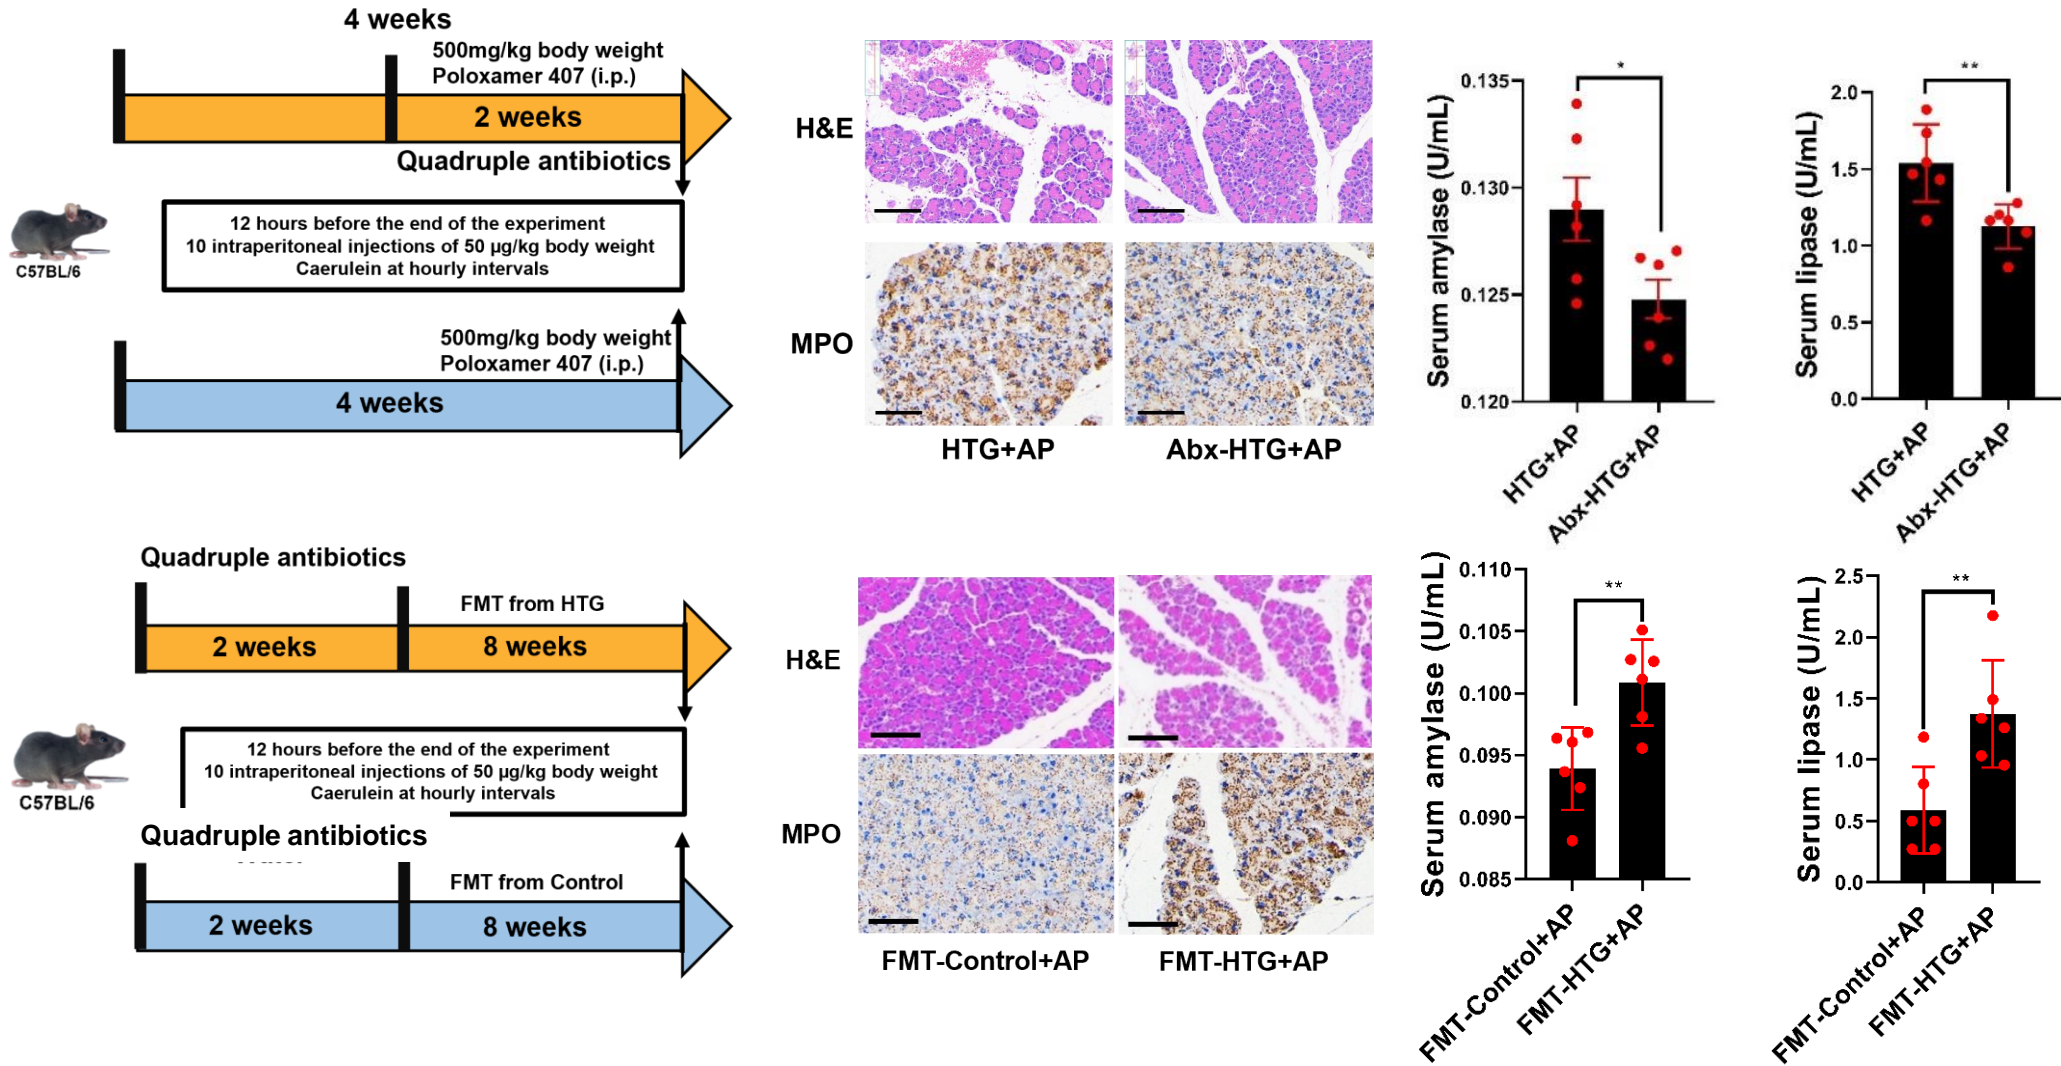 4 weeks
500mg/kg body weight
Poloxamer 407 (i.p.)
2 weeks
Quadruple antibiotics
12 hours before the end of the experiment
10 intraperitoneal injections of 50 µg/kg body weight
Caerulein at hourly intervals
C57BL/6
500mg/kg body weight
Poloxamer 407 (i.p.)
4 weeks
H&E
MPO
HTG+AP
Abx-HTG+AP
Serum amylase (U/mL)
0.135
0.130
0.125
0.120
*
HTG+AP
Abx-HTG+AP
Serum lipase (U/mL)
2.0
1.5
1.0
0.5
0.0
**
HTG+AP
Abx-HTG+AP
Quadruple antibiotics
FMT from HTG
2 weeks
8 weeks
12 hours before the end of the experiment
10 intraperitoneal injections of 50 µg/kg body weight
Caerulein at hourly intervals
C57BL/6
Quadruple antibiotics
FMT from Control
2 weeks
8 weeks
H&E
MPO
FMT-Control+AP
FMT-HTG+AP
Serum amylase (U/mL)
0.110
0.105
0.100
0.095
0.090
0.085
**
FMT-Control+AP
FMT-HTG+AP
Serum lipase (U/mL)
2.5
2.0
1.5
1.0
0.5
0.0
**
FMT-Control+AP
FMT-HTG+AP